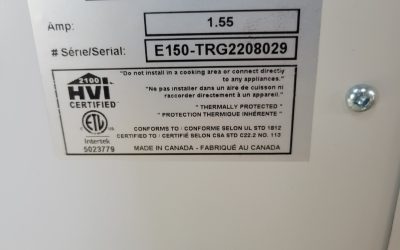 Amp: 1.55
# Série/Serial: E150-TRG2208029
2100
HVI
CERTIFIED
ETL
Intertek
5023779
"Do not install in a cooking area or connect directly
to any appliances."
"Ne pas installer dans un aire de cuisson ni
raccorder directement à un appareil."
" THERMALLY PROTECTED "
" PROTECTION THERMIQUE INHÉRENTE "
CONFORMS TO : CONFORME SELON UL STD 1812
CERTIFIED TO : CERTIFIÉ SELON CSA STD C22.2 NO. 113
MADE IN CANADA - FABRIQUÉ AU CANADA